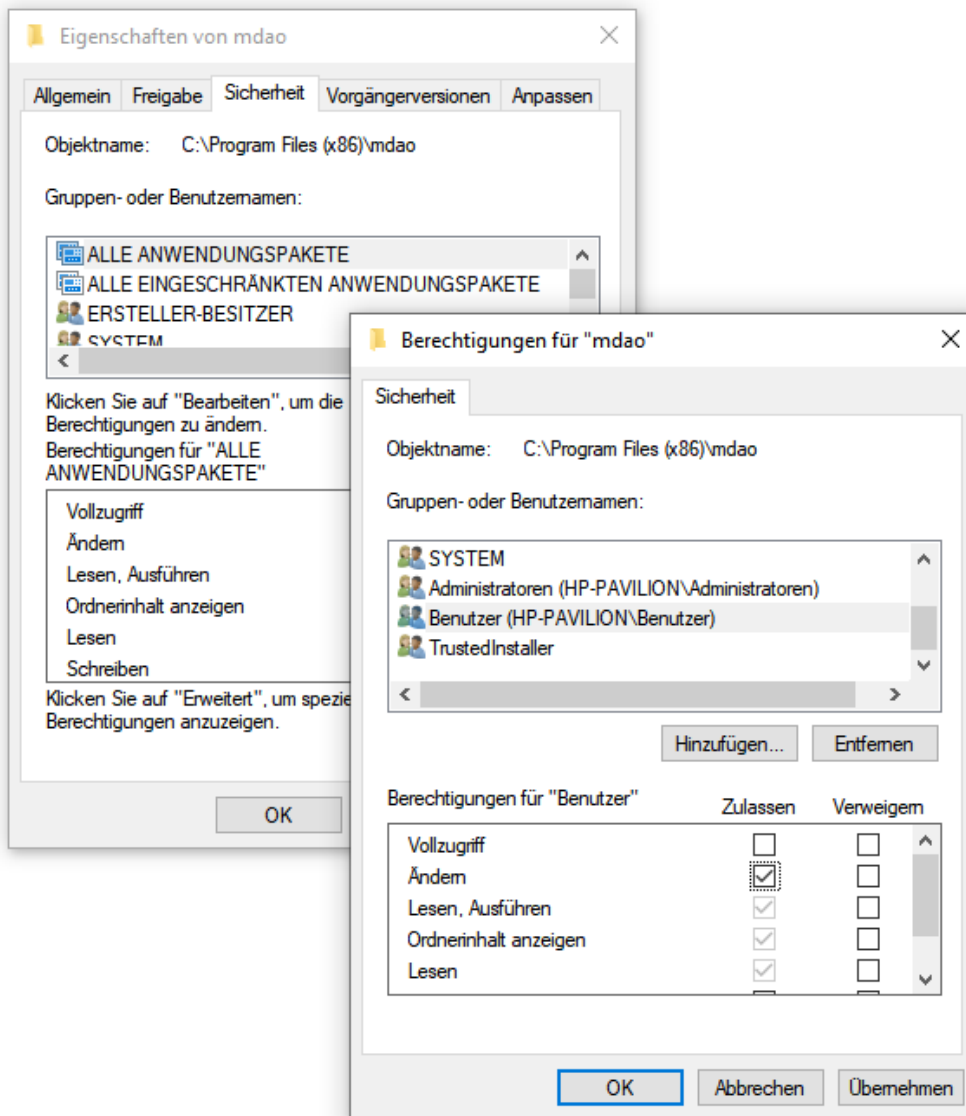 Eigenschaften von mdao
Allgemein Freigabe Sicherheit Vorgängerversionen Anpassen
Objektname: C:\Program Files (x86)\mdao
Gruppen- oder Benutzernamen:
ALLE ANWENDUNGSPAKETE
ALLE EINGESCHRÄNKTEN ANWENDUNGSPAKETE
ERSTELLER-BESITZER
SYSTEM
Klicken Sie auf "Bearbeiten", um die
Berechtigungen zu ändern.
Berechtigungen für "ALLE
ANWENDUNGSPAKETE"
Vollzugriff
Ändern
Lesen, Ausführen
Ordnerinhalt anzeigen
Lesen
Schreiben
Klicken Sie auf "Erweitert", um spezie
Berechtigungen anzuzeigen.
OK
Berechtigungen für "mdao"
Sicherheit
Objektname: C:\Program Files (x86)\mdao
Gruppen- oder Benutzernamen:
SYSTEM
Administratoren (HP-PAVILION\Administratoren)
Benutzer (HP-PAVILION\Benutzer)
TrustedInstaller
Hinzufügen... Entfernen
Berechtigungen für "Benutzer" Zulassen Verweigern
Vollzugriff
Ändern
Lesen, Ausführen
Ordnerinhalt anzeigen
Lesen
OK Abbrechen Übernehmen